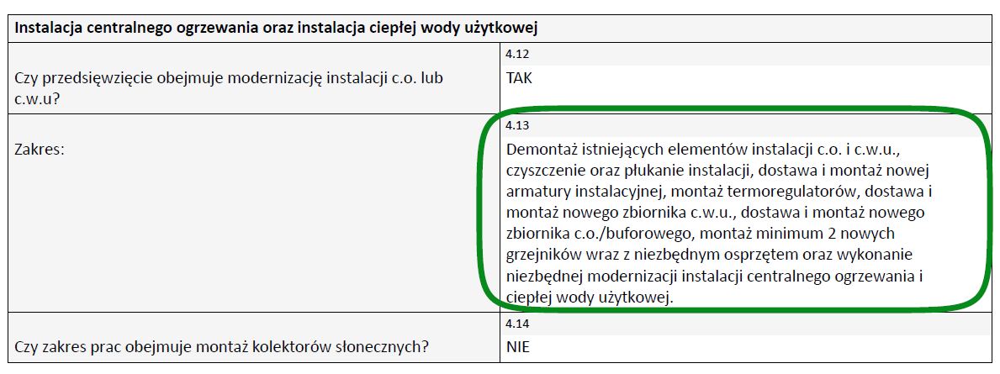 Instalacja centralnego ogrzewania oraz instalacja ciepłej wody użytkowej
4.12
Czy przedsięwzięcie obejmuje modernizację instalacji c.o. lub
c.w.u?
TAK
4.13
Zakres:
Demontaż istniejących elementów instalacji c.o. i c.w.u.,
czyszczenie oraz płukanie instalacji, dostawa i montaż nowej
armatury instalacyjnej, montaż termoregulatorów, dostawa i
montaż nowego zbiornika c.w.u., dostawa i montaż nowego
zbiornika c.o./buforowego, montaż minimum 2 nowych
grzejników wraz z niezbędnym osprzętem oraz wykonanie
niezbędnej modernizacji instalacji centralnego ogrzewania i
ciepłej wody użytkowej.
4.14
Czy zakres prac obejmuje montaż kolektorów słonecznych?
NIE